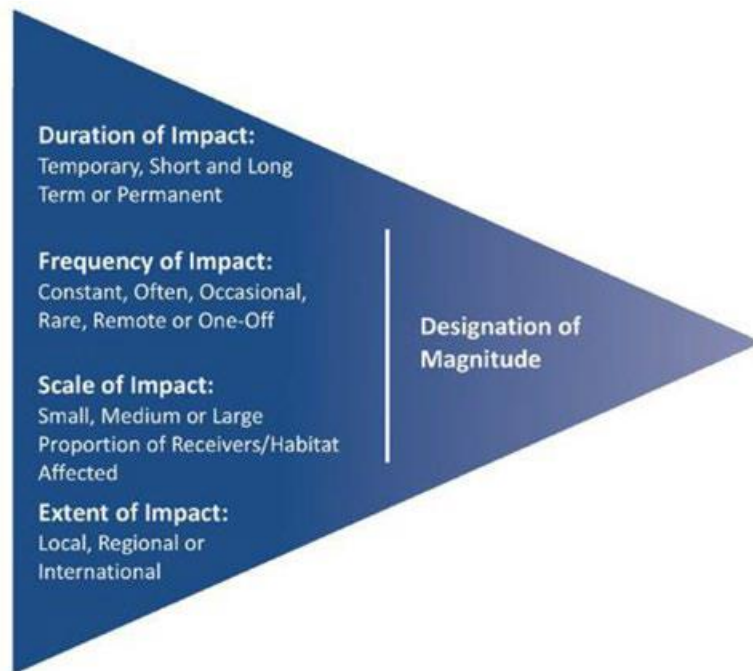 Duration of Impact:
Temporary, Short and Long
Term or Permanent
Frequency of Impact:
Constant, Often, Occasional,
Rare, Remote or One-Off
Scale of Impact:
Small, Medium or Large
Proportion of Receivers/Habitat
Affected
Extent of Impact:
Local, Regional or
International
Designation of
Magnitude